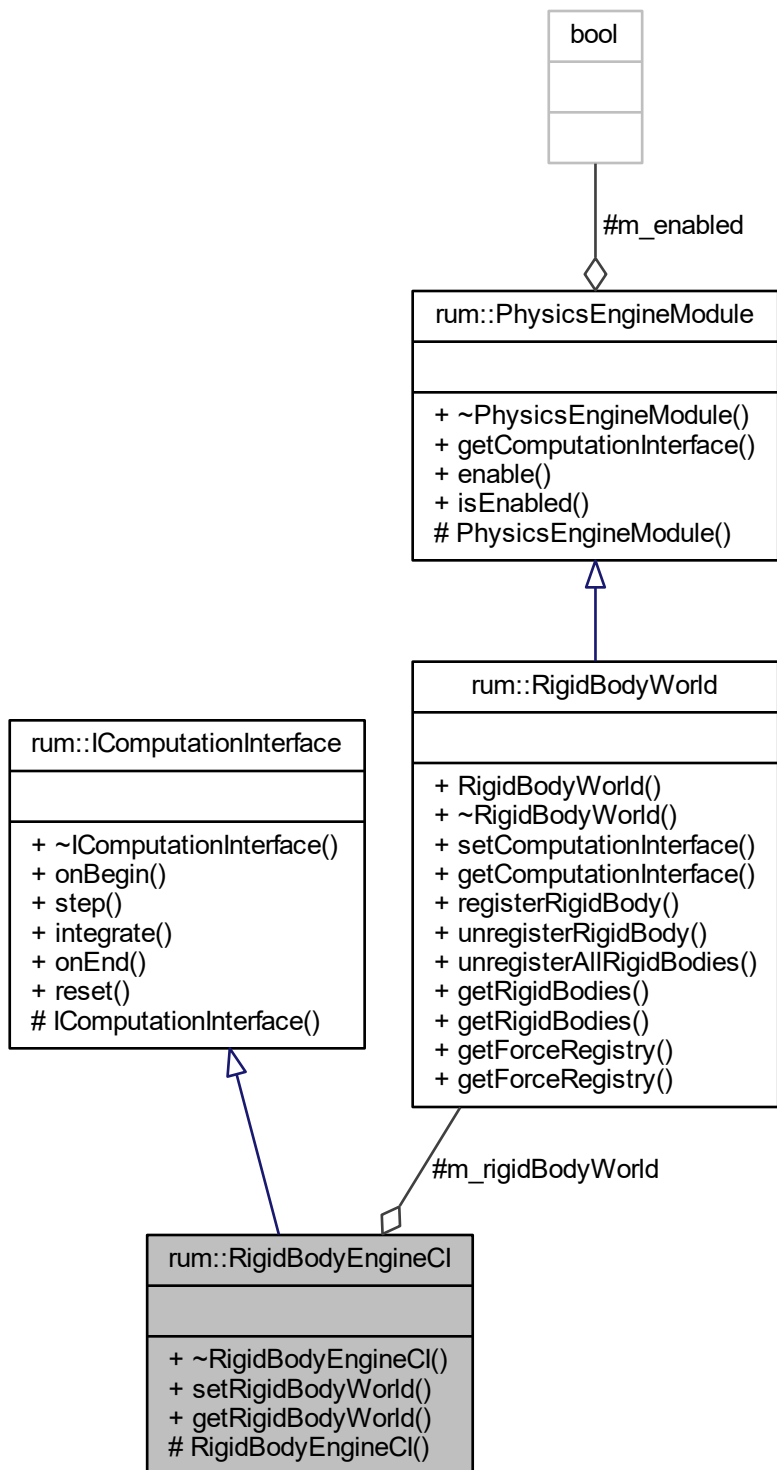 bool
#m_enabled
rum::PhysicsEngineModule
+ ~PhysicsEngineModule()
+ getComputationInterface()
+ enable()
+ isEnabled()
# PhysicsEngineModule()
rum::RigidBodyWorld
+ RigidBodyWorld()
+ ~RigidBodyWorld()
+ setComputationInterface()
+ getComputationInterface()
+ registerRigidBody()
+ unregisterRigidBody()
+ unregisterAllRigidBodies()
+ getRigidBodies()
+ getRigidBodies()
+ getForceRegistry()
+ getForceRegistry()
rum::IComputationInterface
+ ~IComputationInterface()
+ onBegin()
+ step()
+ integrate()
+ onEnd()
+ reset()
# IComputationInterface()
#m_rigidBodyWorld
rum::RigidBodyEngineCI
+ ~RigidBodyEngineCI()
+ setRigidBodyWorld()
+ getRigidBodyWorld()
# RigidBodyEngineCI()